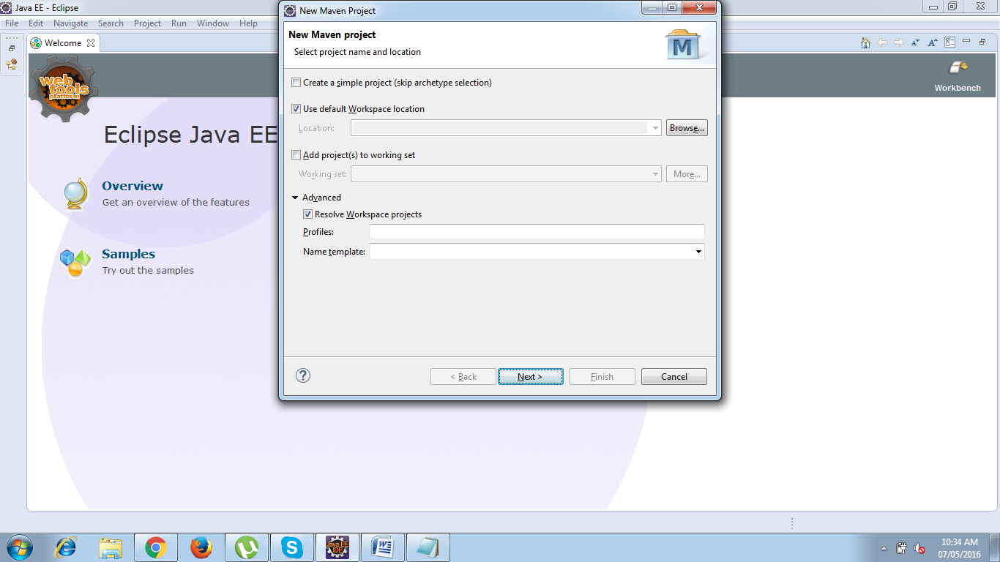 Java EE - Eclipse
File Edit Navigate Search Project Run Window Help
Welcome
web tools platform
Workbench
Eclipse Java EE
Overview
Get an overview of the features
Samples
Try out the samples
New Maven Project
New Maven project
Select project name and location
M
Create a simple project (skip archetype selection)
Use default Workspace location
Location:
Browse...
Add project(s) to working set
Working set:
More...
Advanced
Resolve Workspace projects
Profiles:
Name template:
?
< Back Next > Finish Cancel
Java EE
IDE
10:34 AM
07/05/2016